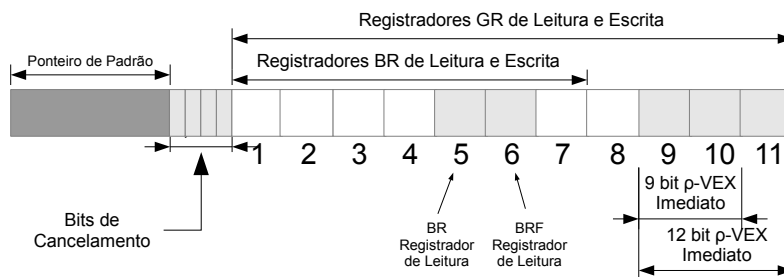 Registradores GR de Leitura e Escrita
Ponteiro de Padrão
Registradores BR de Leitura e Escrita
1 2 3 4 5 6 7 8 9 10 11
Bits de
Cancelamento
BR
Registrador
de Leitura
BRF
Registrador
de Leitura
9 bit ρ-VEX
Imediato
12 bit ρ-VEX
Imediato